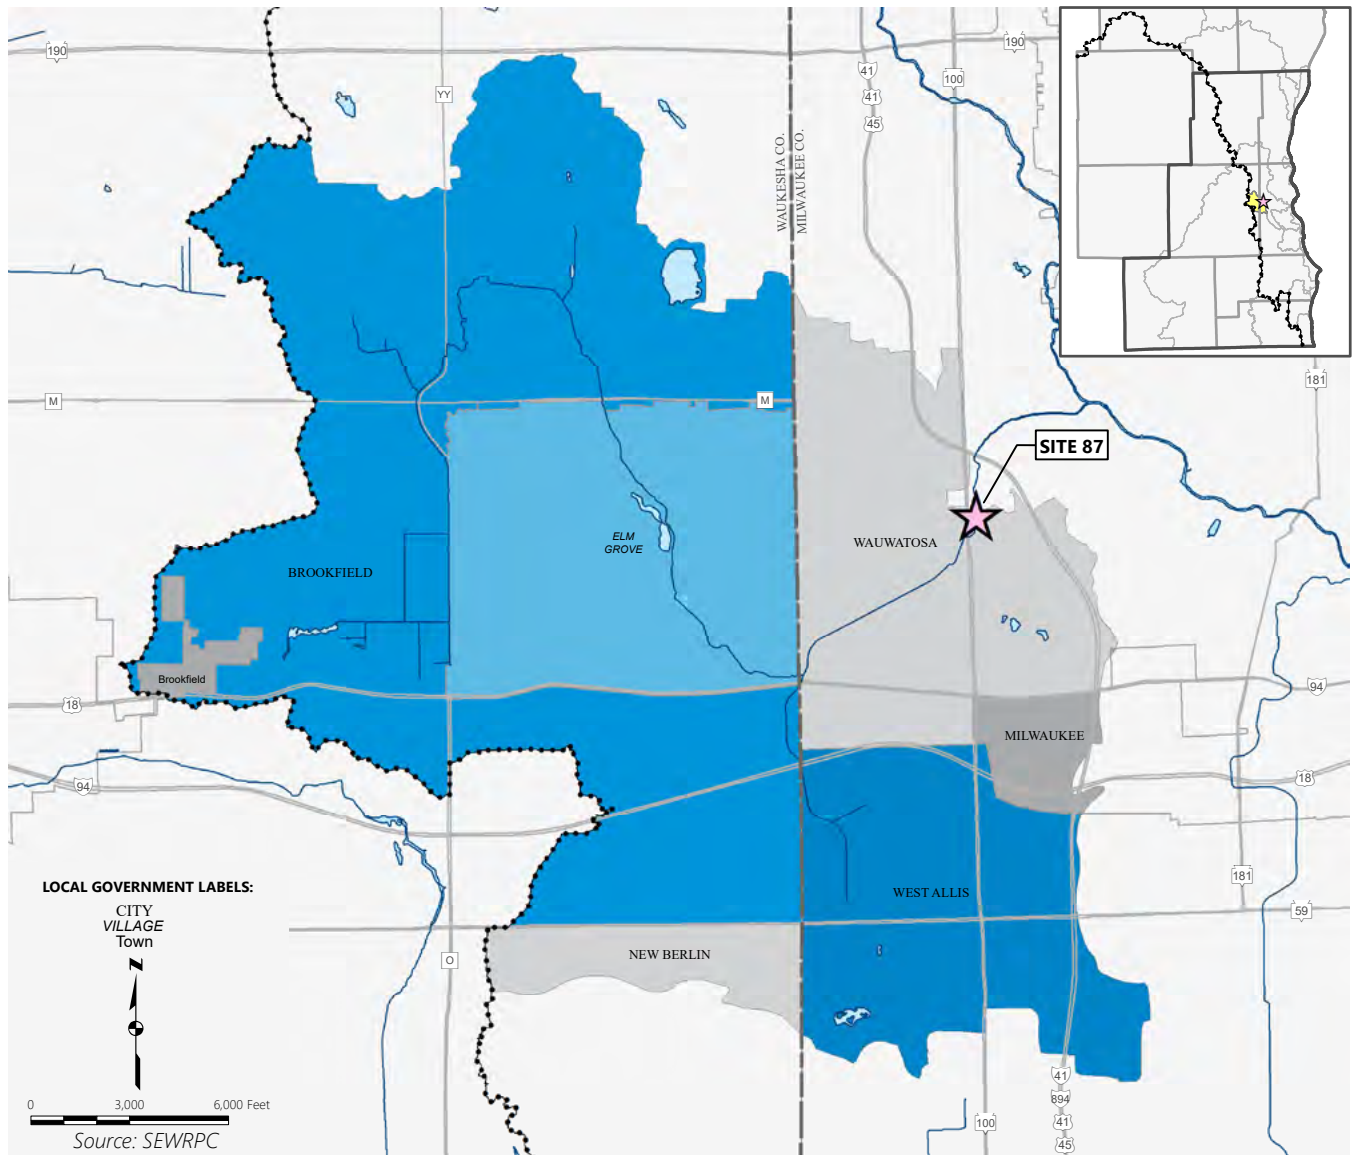 190
190
41
41
45
100
YY
WAUKESHA CO.
MILWAUKEE CO.
181
M
M
SITE 87
ELM
GROVE
WAUWATOSA
BROOKFIELD
Brookfield
18
94
MILWAUKEE
94
18
181
WEST ALLIS
59
LOCAL GOVERNMENT LABELS:
CITY
VILLAGE
Town
N
NEW BERLIN
O
0 3,000 6,000 Feet
Source: SEWRPC
41
894
41
45
100